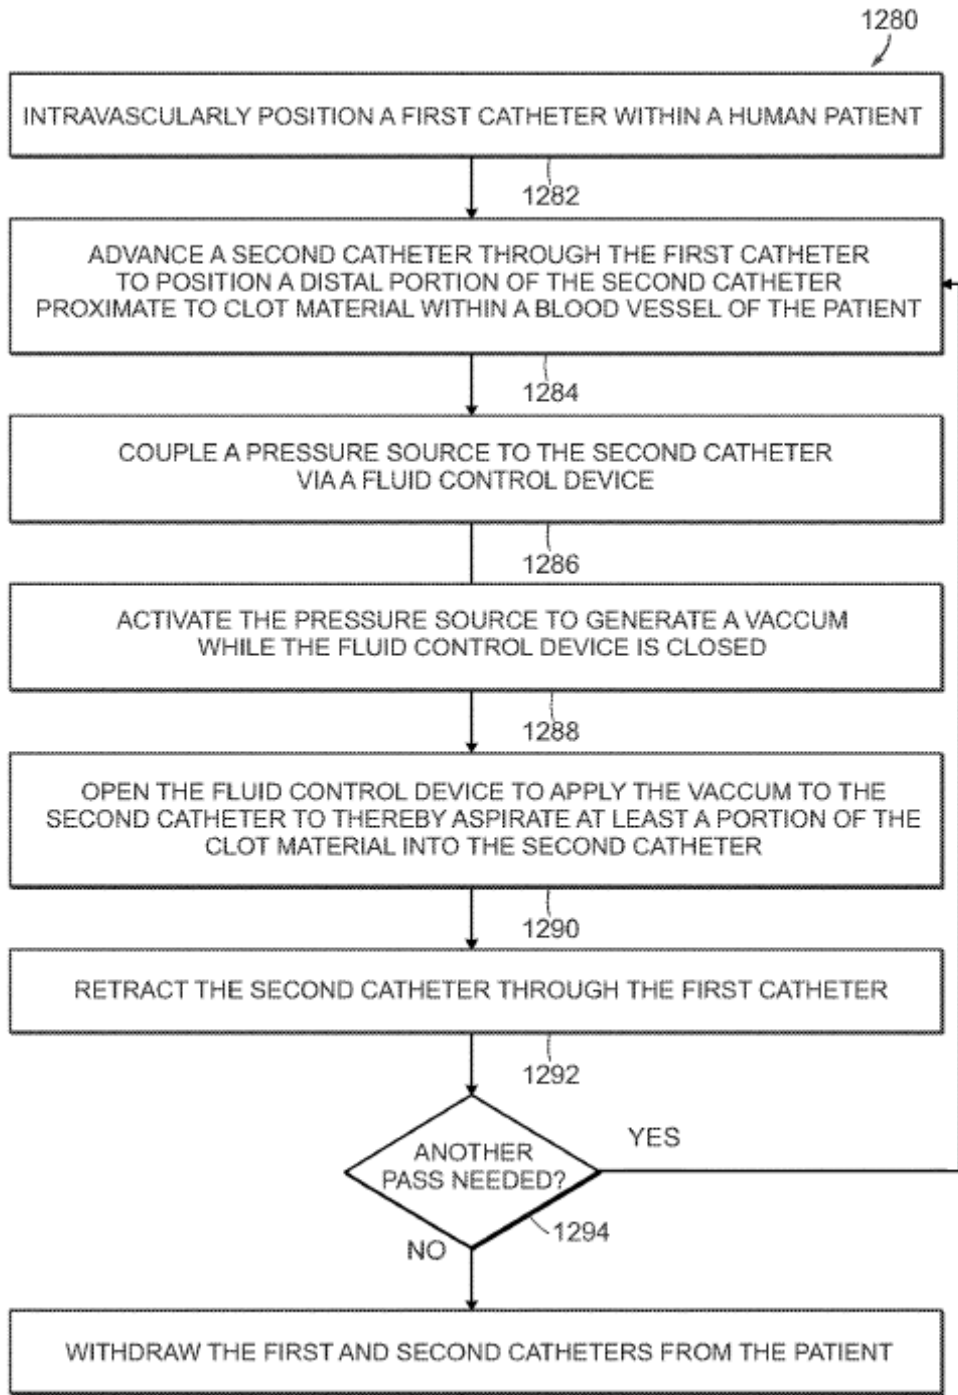 1280
INTRAVASCULARLY POSITION A FIRST CATHETER WITHIN A HUMAN PATIENT
1282
ADVANCE A SECOND CATHETER THROUGH THE FIRST CATHETER
TO POSITION A DISTAL PORTION OF THE SECOND CATHETER
PROXIMATE TO CLOT MATERIAL WITHIN A BLOOD VESSEL OF THE PATIENT
1284
COUPLE A PRESSURE SOURCE TO THE SECOND CATHETER
VIA A FLUID CONTROL DEVICE
1286
ACTIVATE THE PRESSURE SOURCE TO GENERATE A VACCUM
WHILE THE FLUID CONTROL DEVICE IS CLOSED
1288
OPEN THE FLUID CONTROL DEVICE TO APPLY THE VACCUM TO THE
SECOND CATHETER TO THEREBY ASPIRATE AT LEAST A PORTION OF THE
CLOT MATERIAL INTO THE SECOND CATHETER
1290
RETRACT THE SECOND CATHETER THROUGH THE FIRST CATHETER
1292
ANOTHER
PASS NEEDED?
YES
1294
NO
WITHDRAW THE FIRST AND SECOND CATHETERS FROM THE PATIENT